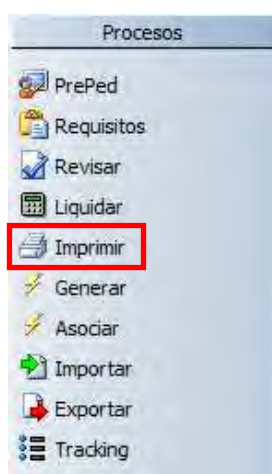 Procesos
PrePed
Requisitos
Revisar
Liquidar
Imprimir
Generar
Asociar
Importar
Exportar
Tracking